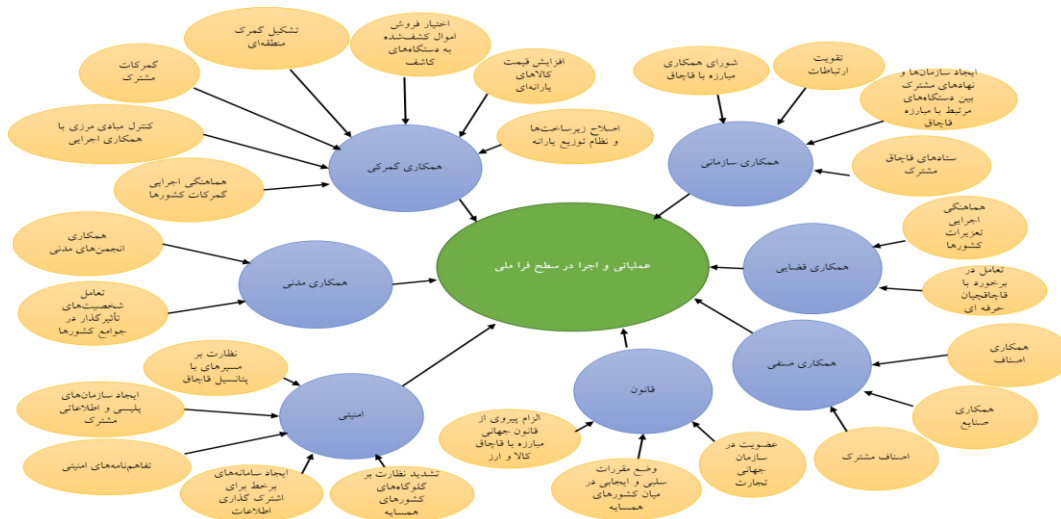 تشکیل گمرک
منطقه‌ای
اختیار فروش
اموال کشف‌شده
به دستگاه‌های
کاشف
افزایش قیمت
کالاهای
یارانه‌ای
گمرکات
مشترک
اصلاح زیرساخت‌ها
و نظام توزیع یارانه
کنترل مبادی مرزی با
همکاری اجرایی
هماهنگی اجرایی
گمرکات کشورها
همکاری گمرکی
شورای همکاری
مبارزه با قاچاق
تقویت
ارتباطات
ایجاد سازمان‌ها و
نهادهای مشترک
بین دستگاه‌های
مرتبط با مبارزه
قاچاق
ستادهای قاچاق
مشترک
همکاری سازمانی
عملیاتی و اجرا در سطح فرا ملی
هماهنگی
اجرایی
تعزیرات
کشورها
تعامل در
برخورد با
قاچاقچیان
حرفه ای
همکاری قضایی
همکاری
انجمن‌های مدنی
تعامل
شخصیت‌های
تأثیرگذار در
جوامع کشورها
همکاری مدنی
همکاری
اصناف
همکاری
صنایع
اصناف مشترک
همکاری صنفی
نظارت بر
مسیرهای با
پتانسیل قاچاق
ایجاد سازمان‌های
پلیسی و اطلاعاتی
مشترک
تفاهم‌نامه‌های امنیتی
ایجاد سامانه‌های
برخط برای
اشترک گذاری
اطلاعات
تشدید نظارت بر
گلوگاه‌های
کشورهای
همسایه
امنیتی
قانون
الزام پیروی از
قانون جهانی
مبارزه با قاچاق
کالا و ارز
وضع مقررات
سلبی و ایجابی در
میان کشورهای
همسایه
عضویت در
سازمان
جهانی
تجارت